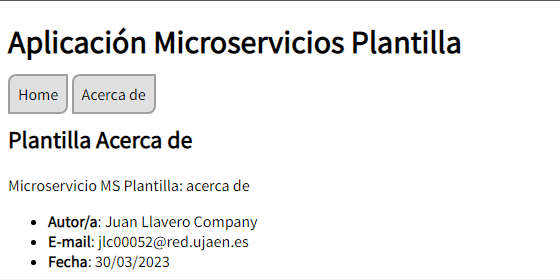 Aplicación Microservicios Plantilla
Home Acerca de
Plantilla Acerca de
Microservicio MS Plantilla: acerca de
Autor/a: Juan Llavero Company
E-mail: jlc00052@red.ujaen.es
Fecha: 30/03/2023